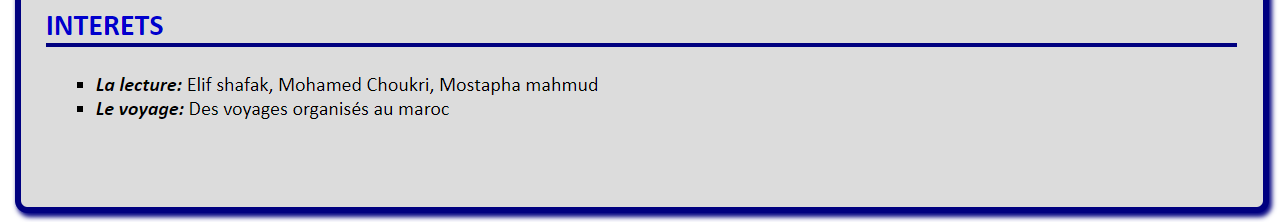 INTERETS
La lecture: Elif shafak, Mohamed Choukri, Mostapha mahmud
Le voyage: Des voyages organisés au maroc